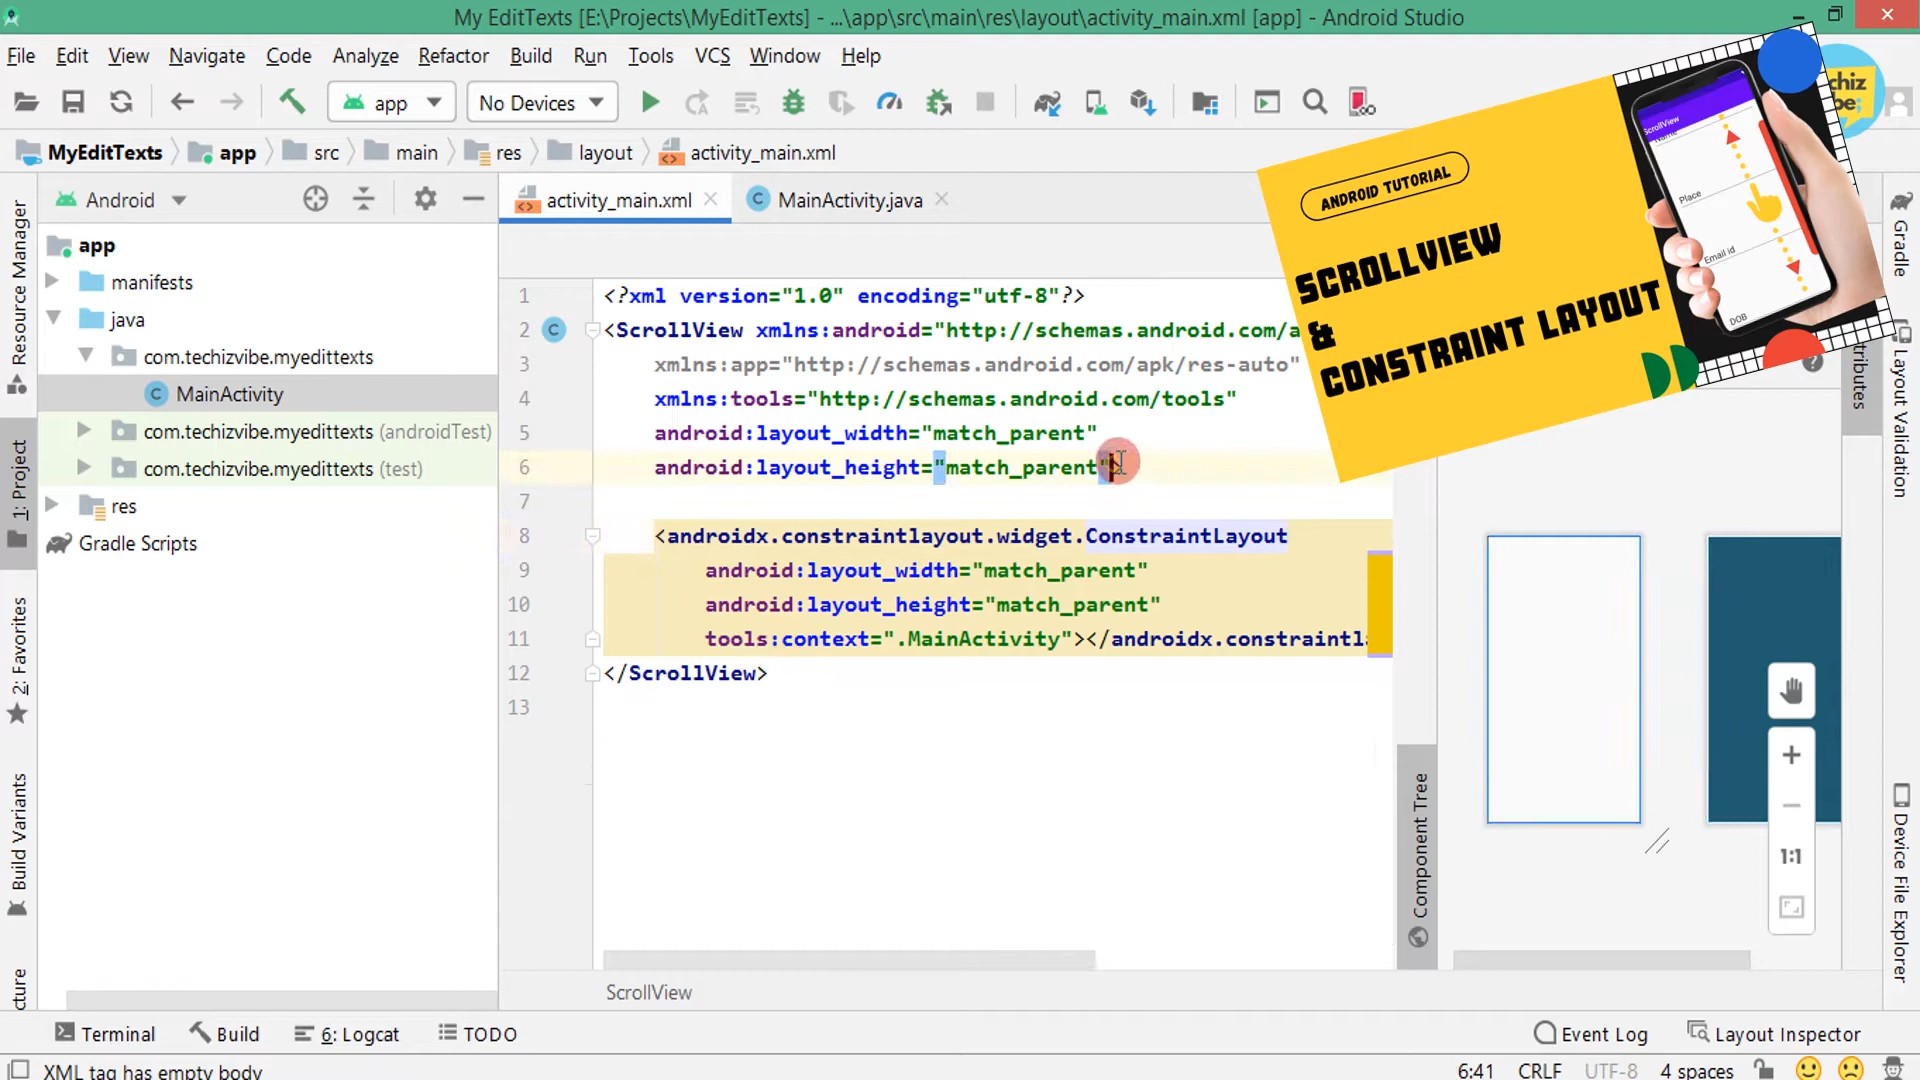 My EditTexts [E:\Projects\MyEditTexts] - ...\app\src\main\res\layout\activity_main.xml [app] - Android Studio
File Edit View Navigate Code Analyze Refactor Build Run Tools VCS Window Help
app No Devices
MyEditTexts app src main res layout activity_main.xml
Android
activity_main.xml
MainActivity.java
app
manifests
java
com.techizvibe.myedittexts
MainActivity
com.techizvibe.myedittexts (androidTest)
com.techizvibe.myedittexts (test)
res
Gradle Scripts
Resource Manager
1: Project
2: Favorites
Build Variants
cture
1 <?xml version="1.0" encoding="utf-8"?>
2 <ScrollView xmlns:android="http://schemas.android.com/a
3 xmlns:app="http://schemas.android.com/apk/res-auto"
4 xmlns:tools="http://schemas.android.com/tools"
5 android:layout_width="match_parent"
6 android:layout_height="match_parent">
7
8 <androidx.constraintlayout.widget.ConstraintLayout
9 android:layout_width="match_parent"
10 android:layout_height="match_parent"
11 tools:context=".MainActivity"></androidx.constraintl
12 </ScrollView>
13
ANDROID TUTORIAL
SCROLLVIEW
&
CONSTRAINT LAYOUT
ScrollView
Place
Email id
DOB
chiz
be;
Gradle
Layout Validation
tributes
Component Tree
Device File Explorer
1:1
ScrollView
Terminal Build 6: Logcat TODO
Event Log Layout Inspector
XML tag has empty body
6:41 CRLF UTF-8 4 spaces